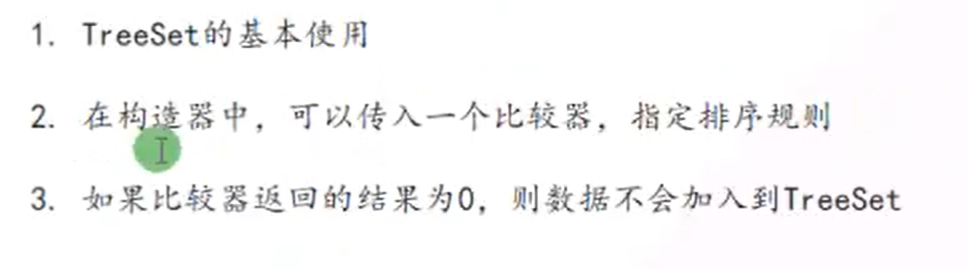 1. TreeSet的基本使用
2. 在构造器中，可以传入一个比较器，指定排序规则
3. 如果比较器返回的结果为0，则数据不会加入到TreeSet